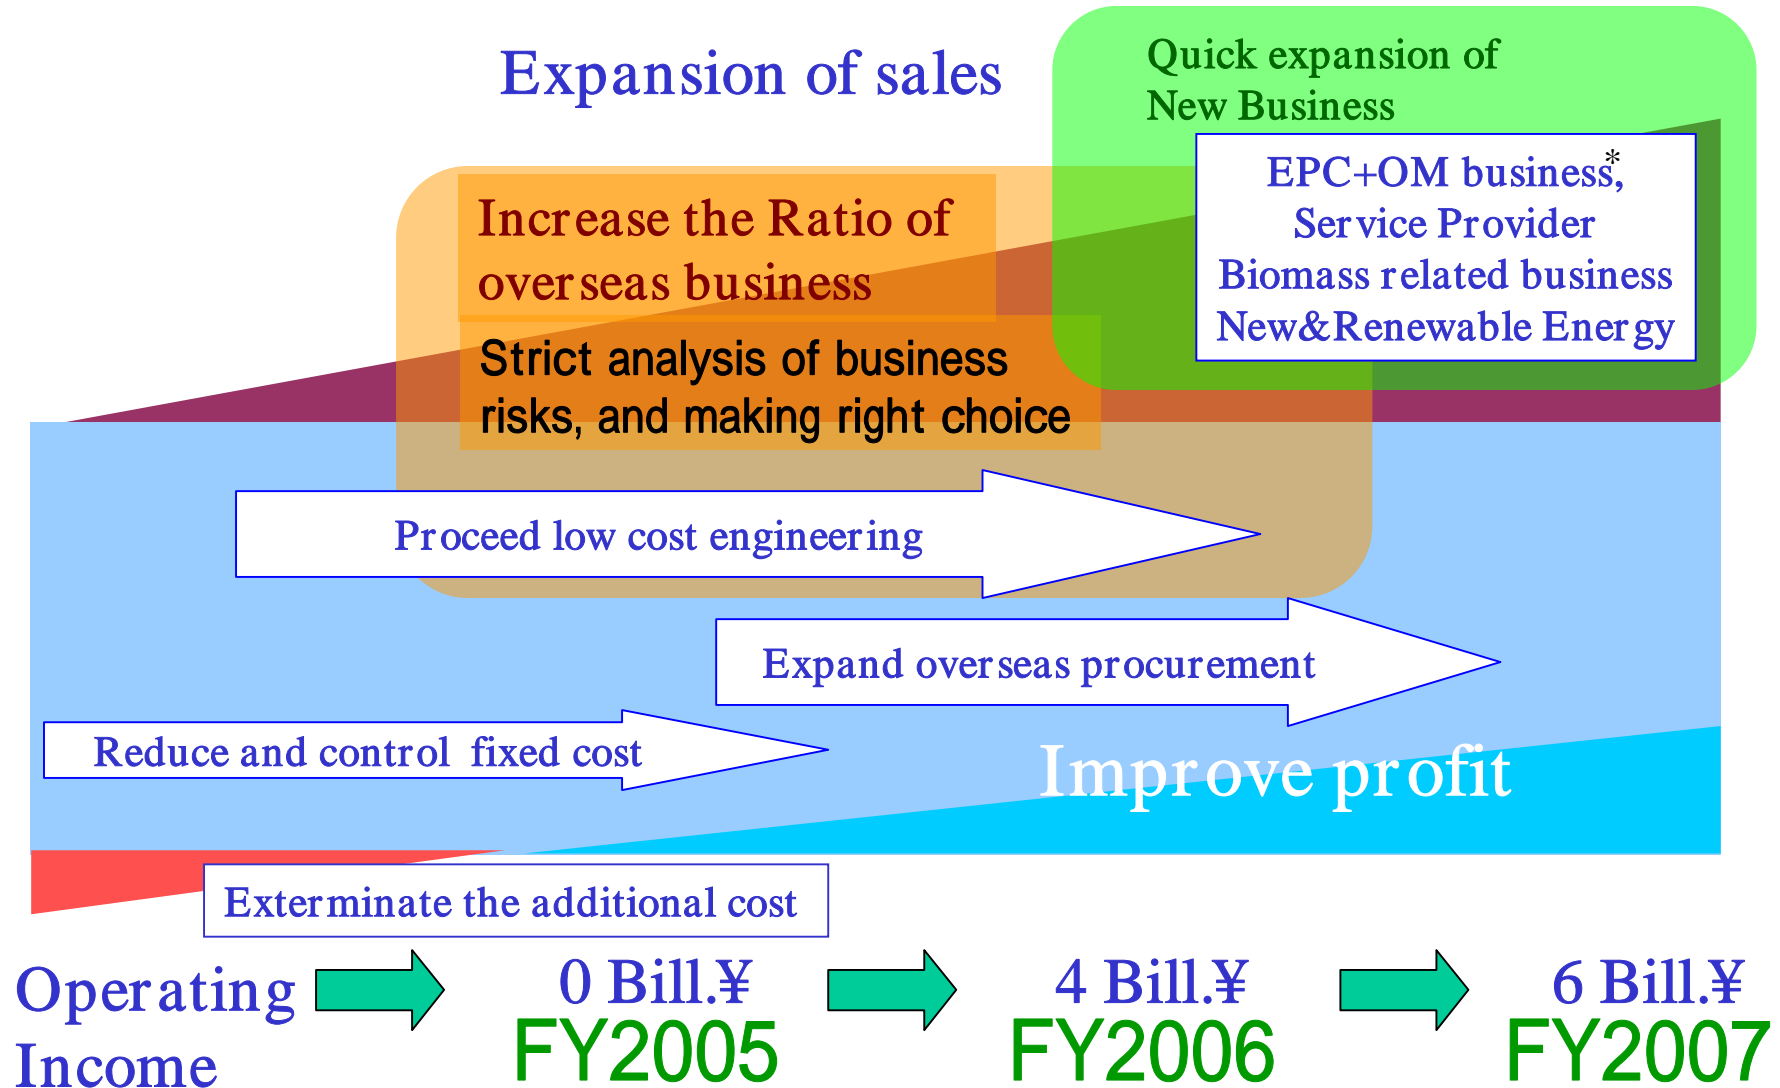 Expansion of sales
Quick expansion of
New Business
EPC+OM business*,
Service Provider
Biomass related business
New&Renewable Energy
Increase the Ratio of
overseas business
Strict analysis of business
risks, and making right choice
Proceed low cost engineering
Expand overseas procurement
Reduce and control fixed cost
Improve profit
Exterminate the additional cost
Operating
Income
0 Bill.¥
FY2005
4 Bill.¥
FY2006
6 Bill.¥
FY2007